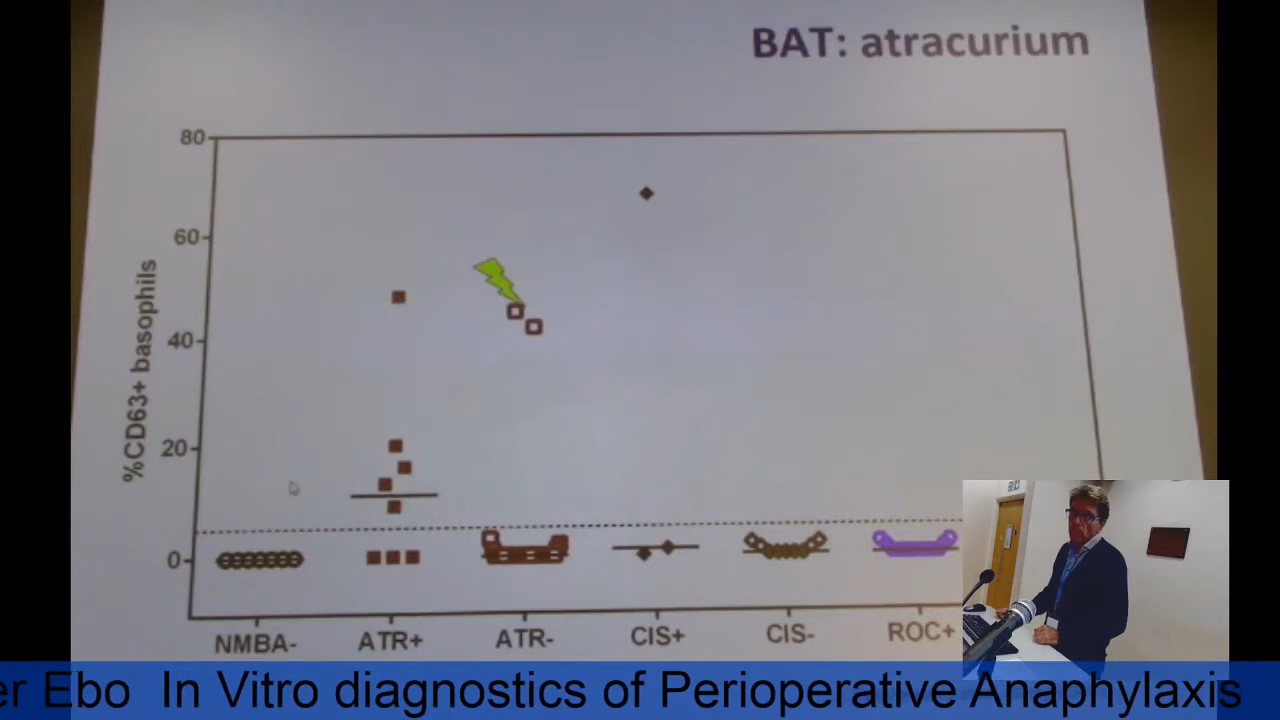 BAT: atracurium
80
60
40
20
0
%CD63+ basophils
NMBA-
ATR+
ATR-
CIS+
CIS-
ROC+
er Ebo In Vitro diagnostics of Perioperative Anaphylaxis